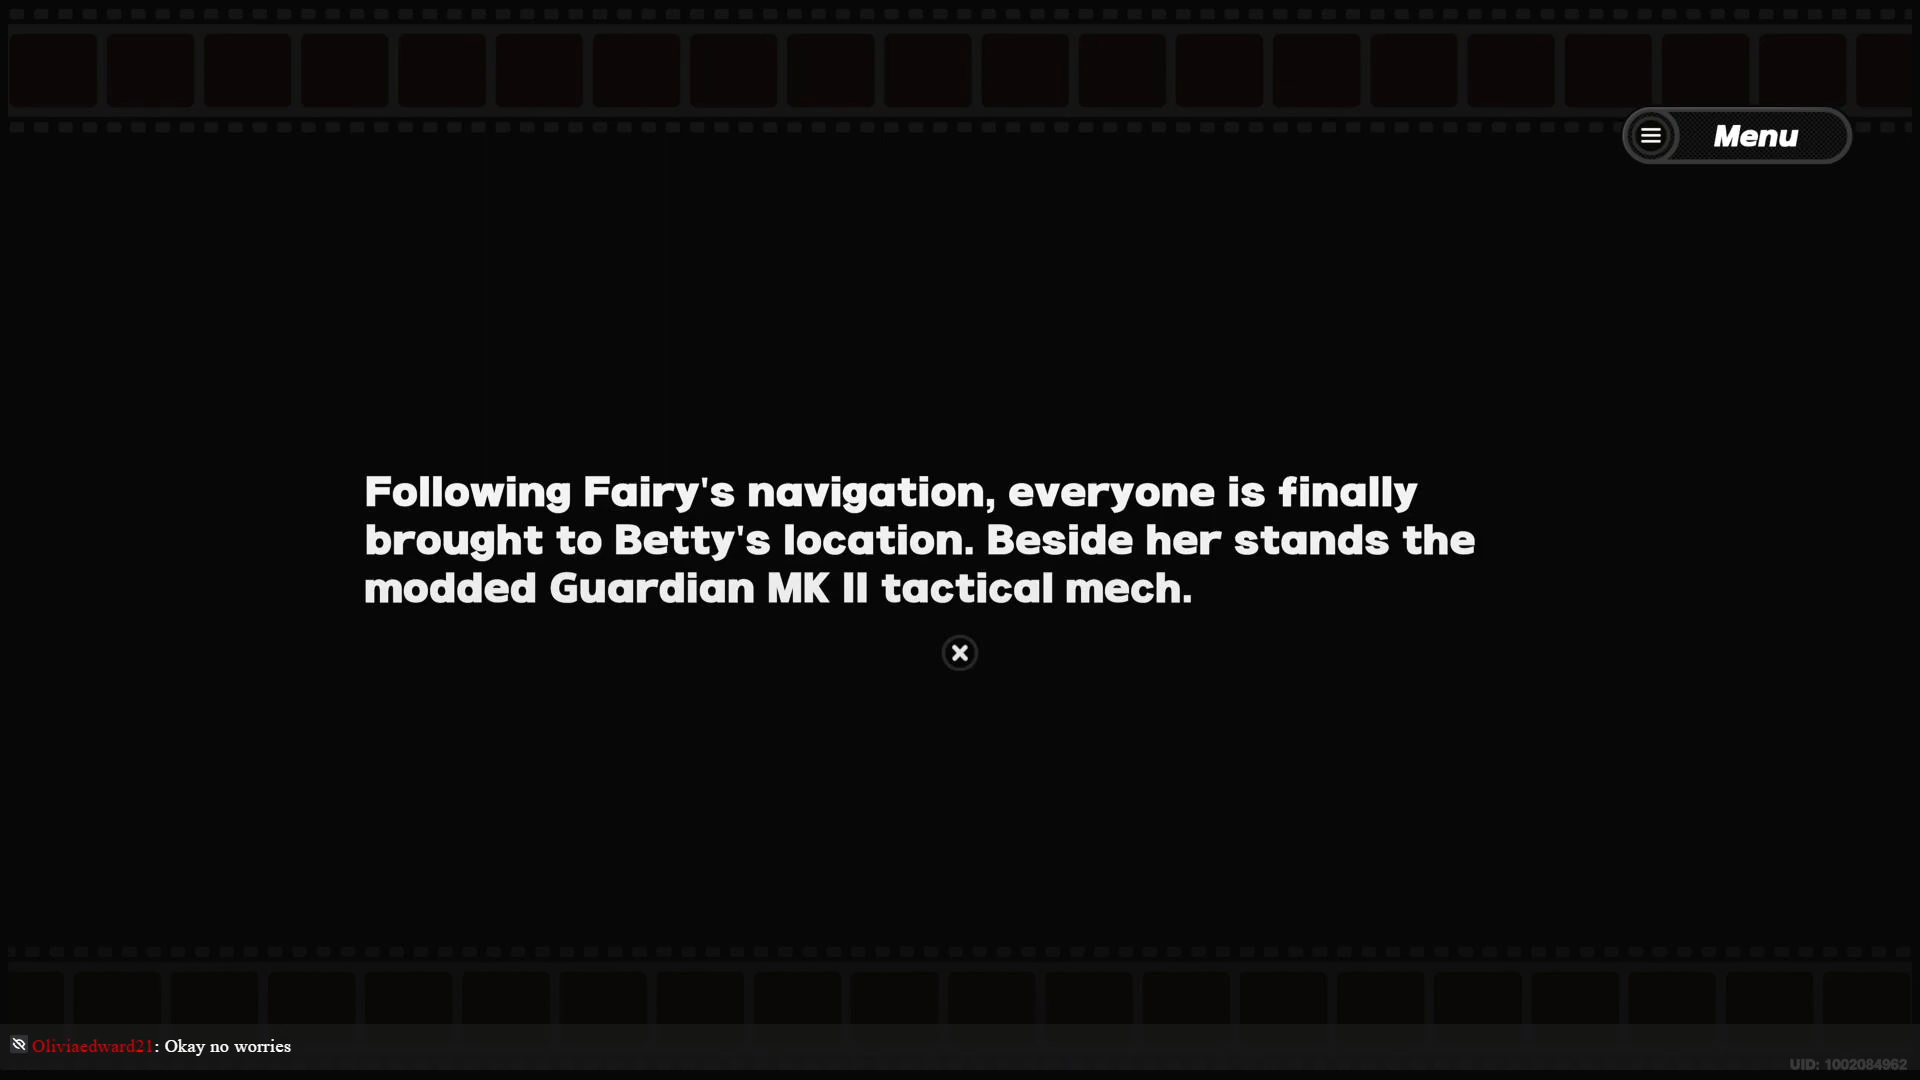 Menu
Following Fairy's navigation, everyone is finally
brought to Betty's location. Beside her stands the
modded Guardian MK II tactical mech.
Oliviaedward21: Okay no worries
UID: 1002084962